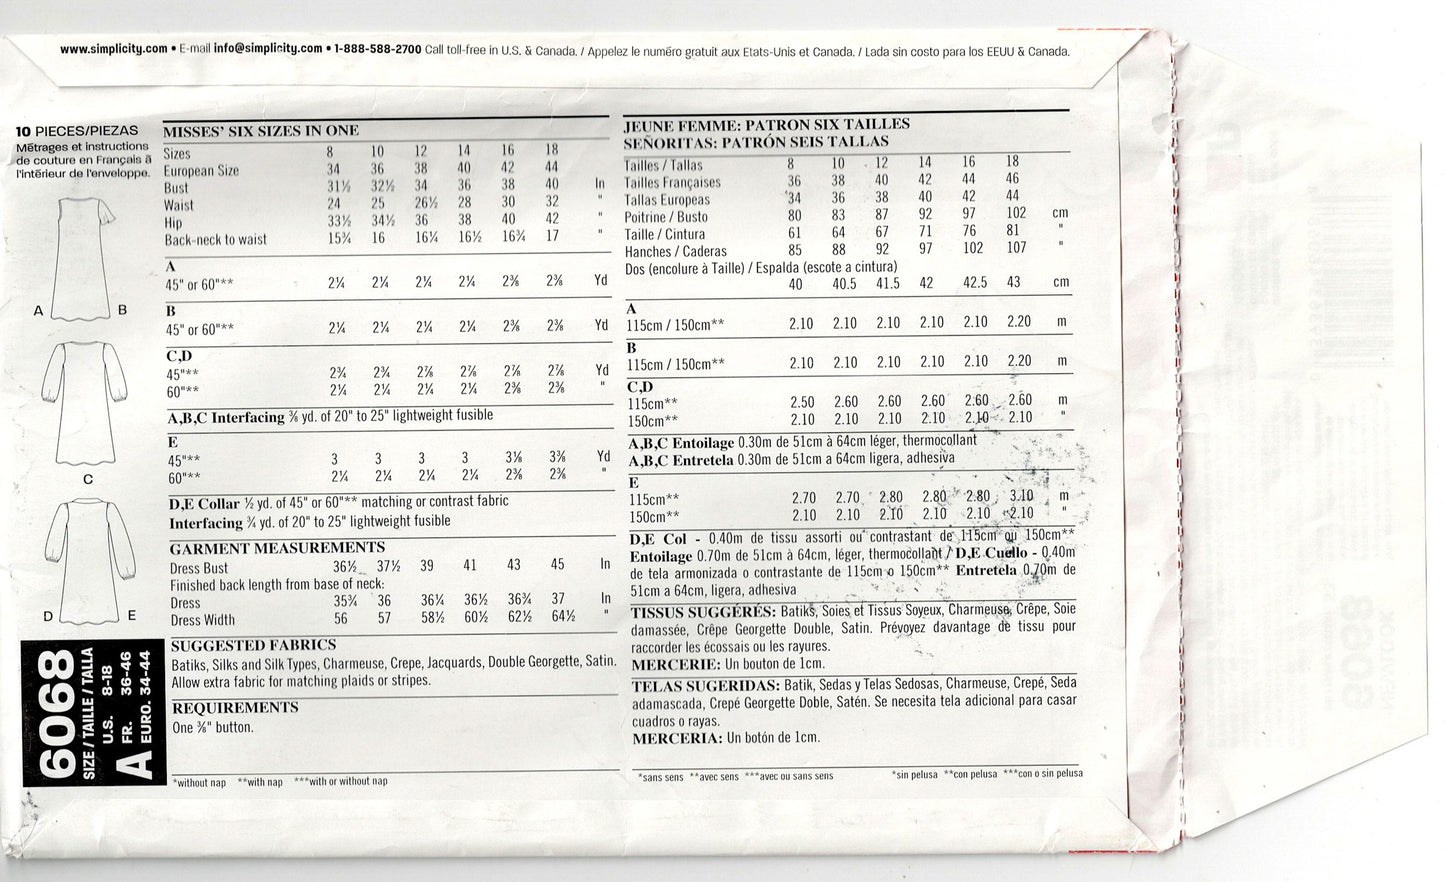 www.simplicity.com • E-mail info@simplicity.com • 1-888-588-2700 Call toll-free in U.S. & Canada. / Appelez le numéro gratuit aux Etats-Unis et Canada. / Lada sin costo para los EEUU & Canada.
10 PIECES/PIEZAS
Métrages et instructions
de couture en Français à
l'intérieur de l'enveloppe.
A B
C
D E
6068
SIZE / TAILLE / TALLA
A
U.S. 8-18
FR. 36-46
EURO. 34-44
MISSES' SIX SIZES IN ONE
Sizes 8 10 12 14 16 18
European Size 34 36 38 40 42 44
Bust 31½ 32½ 34 36 38 40 In
Waist 24 25 26½ 28 30 32 "
Hip 33½ 34½ 36 38 40 42 "
Back-neck to waist 15¾ 16 16¼ 16½ 16¾ 17 "
A
45" or 60"** 2¼ 2¼ 2¼ 2¼ 2⅜ 2⅜ Yd
B
45" or 60"** 2¼ 2¼ 2¼ 2¼ 2⅜ 2⅜ Yd
C,D
45"** 2¾ 2¾ 2⅞ 2⅞ 2⅞ 2⅞ Yd
60"** 2¼ 2¼ 2¼ 2¼ 2⅜ 2⅜ "
A,B,C Interfacing ⅜ yd. of 20" to 25" lightweight fusible
E
45"** 3 3 3 3 3⅛ 3⅜ Yd
60"** 2¼ 2¼ 2¼ 2¼ 2⅜ 2⅜ "
D,E Collar ½ yd. of 45" or 60"** matching or contrast fabric
Interfacing ¾ yd. of 20" to 25" lightweight fusible
GARMENT MEASUREMENTS
Dress Bust 36½ 37½ 39 41 43 45 In
Finished back length from base of neck:
Dress 35¾ 36 36¼ 36½ 36¾ 37 In
Dress Width 56 57 58½ 60½ 62½ 64½ "
SUGGESTED FABRICS
Batiks, Silks and Silk Types, Charmeuse, Crepe, Jacquards, Double Georgette, Satin.
Allow extra fabric for matching plaids or stripes.
REQUIREMENTS
One ⅜" button.
*without nap **with nap ***with or without nap
JEUNE FEMME: PATRON SIX TAILLES
SEÑORITAS: PATRÓN SEIS TALLAS
Tailles / Tallas 8 10 12 14 16 18
Tailles Françaises 36 38 40 42 44 46
Tallas Europeas 34 36 38 40 42 44
Poitrine / Busto 80 83 87 92 97 102 cm
Taille / Cintura 61 64 67 71 76 81 "
Hanches / Caderas 85 88 92 97 102 107 "
Dos (encolure à Taille) / Espalda (escote a cintura)
40 40.5 41.5 42 42.5 43 cm
A
115cm / 150cm** 2.10 2.10 2.10 2.10 2.10 2.20 m
B
115cm / 150cm** 2.10 2.10 2.10 2.10 2.10 2.20 m
C,D
115cm** 2.50 2.60 2.60 2.60 2.60 2.60 m
150cm** 2.10 2.10 2.10 2.10 2.10 2.10 "
A,B,C Entoilage 0.30m de 51cm à 64cm léger, thermocollant
A,B,C Entretela 0.30m de 51cm a 64cm ligera, adhesiva
E
115cm** 2.70 2.70 2.80 2.80 2.80 3.10 m
150cm** 2.10 2.10 2.10 2.10 2.10 2.10 "
D,E Col - 0.40m de tissu assorti ou contrastant de 115cm ou 150cm**
Entoilage 0.70m de 51cm à 64cm, léger, thermocollant / D,E Cuello - 0.40m
de tela armonizada o contrastante de 115cm o 150cm** Entretela 0.70m de
51cm a 64cm, ligera, adhesiva
TISSUS SUGGÉRÉS: Batiks, Soies et Tissus Soyeux, Charmeuse, Crêpe, Soie
damassée, Crêpe Georgette Double, Satin. Prévoyez davantage de tissu pour
raccorder les écossais ou les rayures.
MERCERIE: Un bouton de 1cm.
TELAS SUGERIDAS: Batik, Sedas y Telas Sedosas, Charmeuse, Crepé, Seda
adamascada, Crepé Georgette Doble, Satén. Se necesita tela adicional para casar
cuadros o rayas.
MERCERIA: Un botón de 1cm.
*sans sens **avec sens ***avec ou sans sens *sin pelusa **con pelusa ***con o sin pelusa